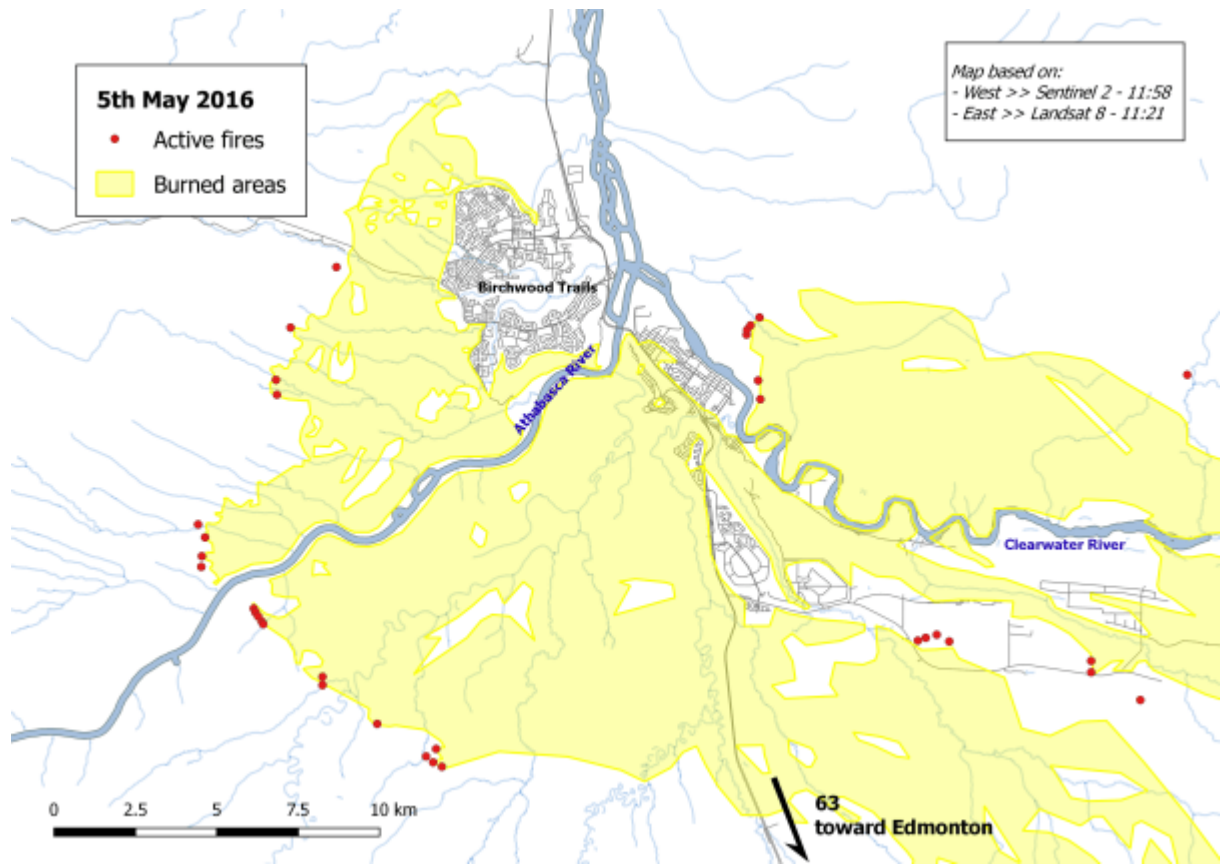 5th May 2016
Active fires
Burned areas
Map based on:
- West >> Sentinel 2 - 11:58
- East >> Landsat 8 - 11:21
Birchwood Trails
Athabasca River
Clearwater River
0 2.5 5 7.5 10 km
63
toward Edmonton